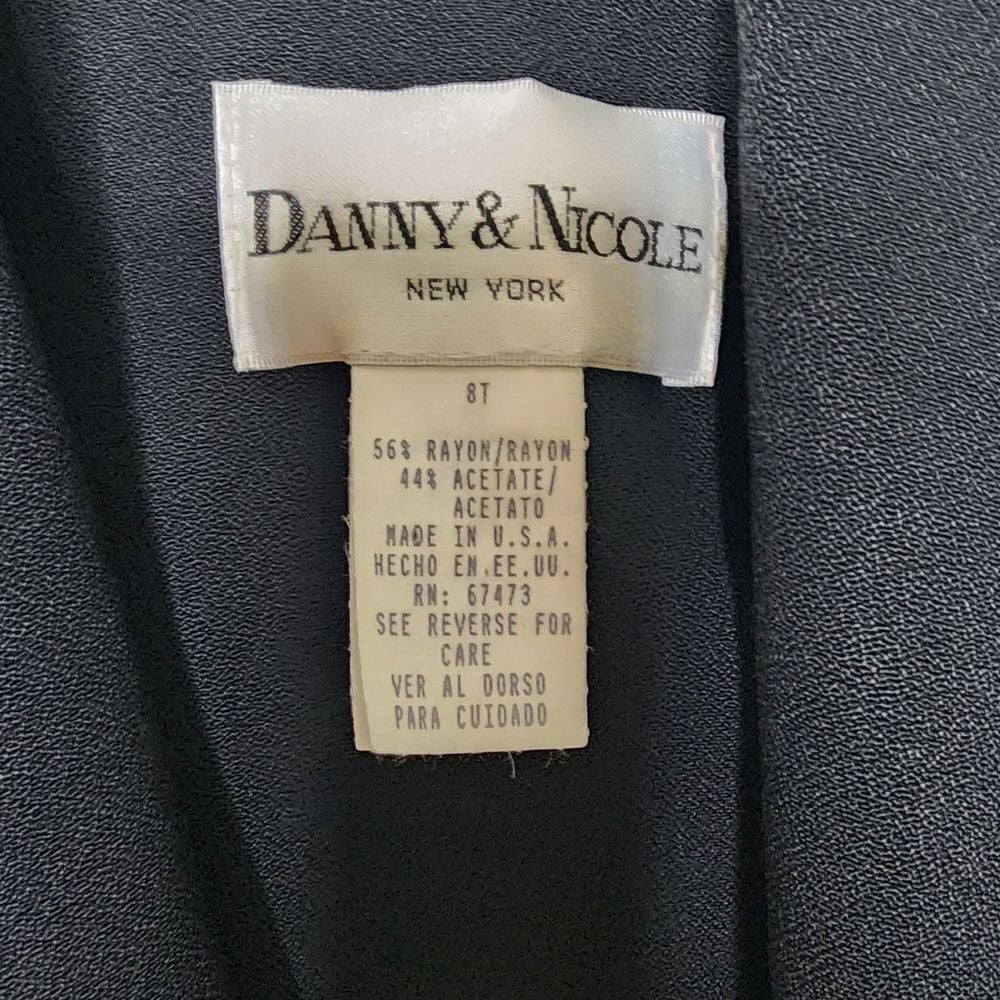 DANNY & NICOLE
NEW YORK
8T
56% RAYON/RAYON
44% ACETATE/
ACETATO
MADE IN U.S.A.
HECHO EN.EE.UU.
RN: 67473
SEE REVERSE FOR
CARE
VER AL DORSO
PARA CUIDADO